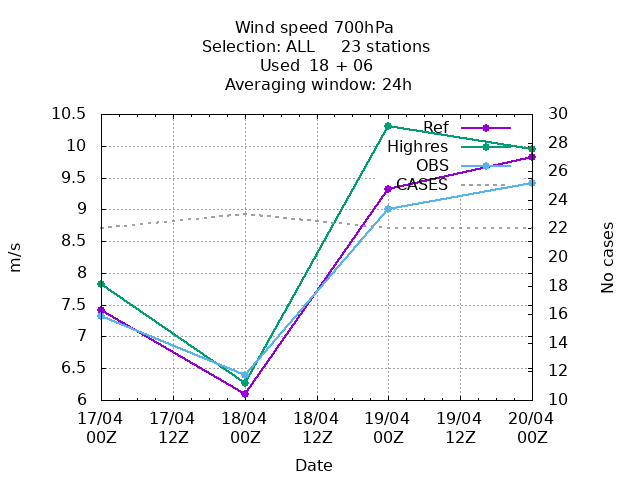 Wind speed 700hPa
Selection: ALL     23 stations
Used  18 + 06
Averaging window: 24h
10.5
10
9.5
9
8.5
8
7.5
7
6.5
6
30
28
26
24
22
20
18
16
14
12
10
m/s
No cases
Ref
Highres
OBS
CASES
17/04 17/04 18/04 18/04 19/04 19/04 20/04
00Z 12Z 00Z 12Z 00Z 12Z 00Z
Date